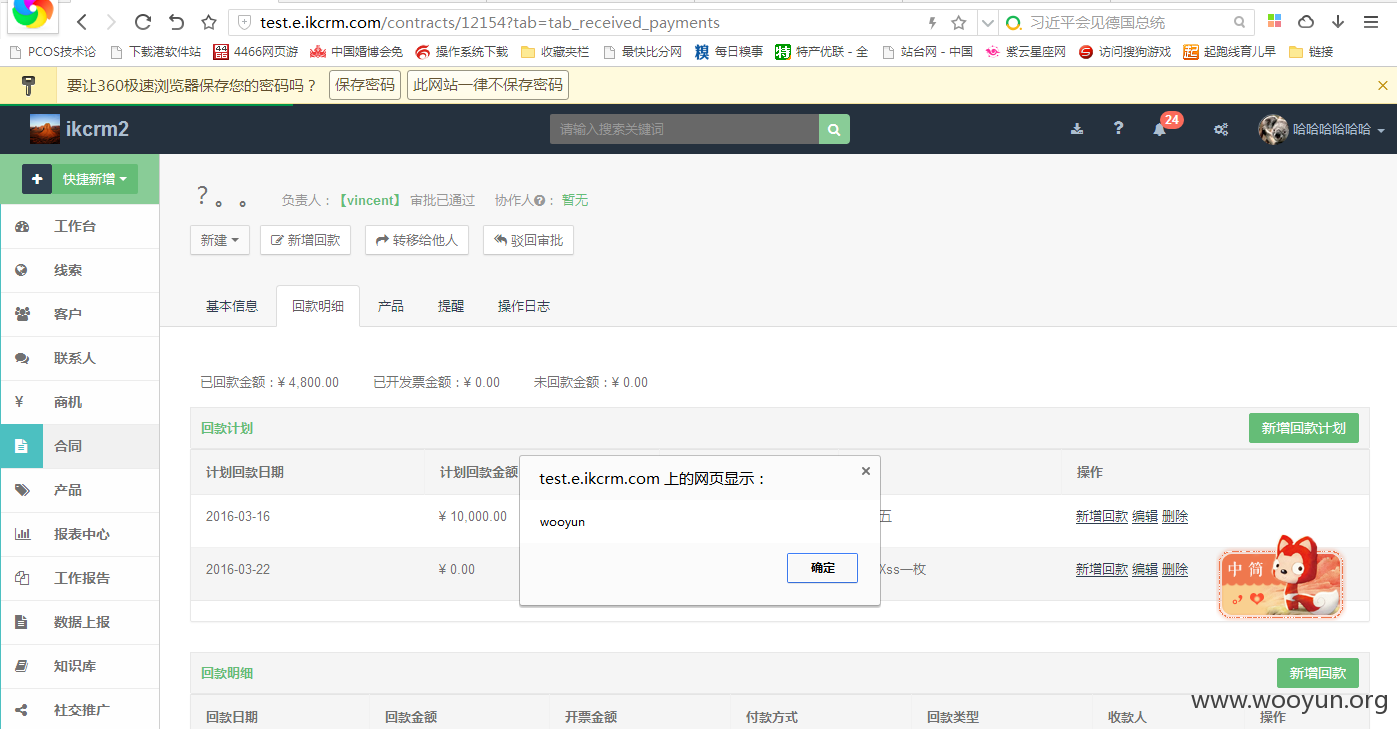 test.e.ikcrm.com/contracts/12154?tab=tab_received_payments
习近平会见德国总统
PCOS技术论 下载港软件站 4466网页游 中国婚博会免 操作系统下载 收藏夹栏 最快比分网 每日糗事 特产优联 - 全 站台网 - 中国 紫云星座网 访问搜狗游戏 起跑线育儿早 链接
要让360极速浏览器保存您的密码吗？ 保存密码 此网站一律不保存密码
ikcrm2 请输入搜索关键词 24 哈哈哈哈哈哈
快捷新增
？。。 负责人：【vincent】 审批已通过 协作人 ： 暂无
新建 新增回款 转移给他人 驳回审批
基本信息 回款明细 产品 提醒 操作日志
工作台
线索
客户
联系人
商机
合同
产品
报表中心
工作报告
数据上报
知识库
社交推广
已回款金额：¥ 4,800.00 已开发票金额：¥ 0.00 未回款金额：¥ 0.00
回款计划 新增回款计划
计划回款日期 计划回款金额 操作
2016-03-16 ¥ 10,000.00 五 新增回款 编辑 删除
2016-03-22 ¥ 0.00 Xss一枚 新增回款 编辑 删除
test.e.ikcrm.com 上的网页显示：
wooyun
确定
中 简
回款明细 新增回款
回款日期 回款金额 开票金额 付款方式 回款类型 收款人 操作
www.wooyun.org